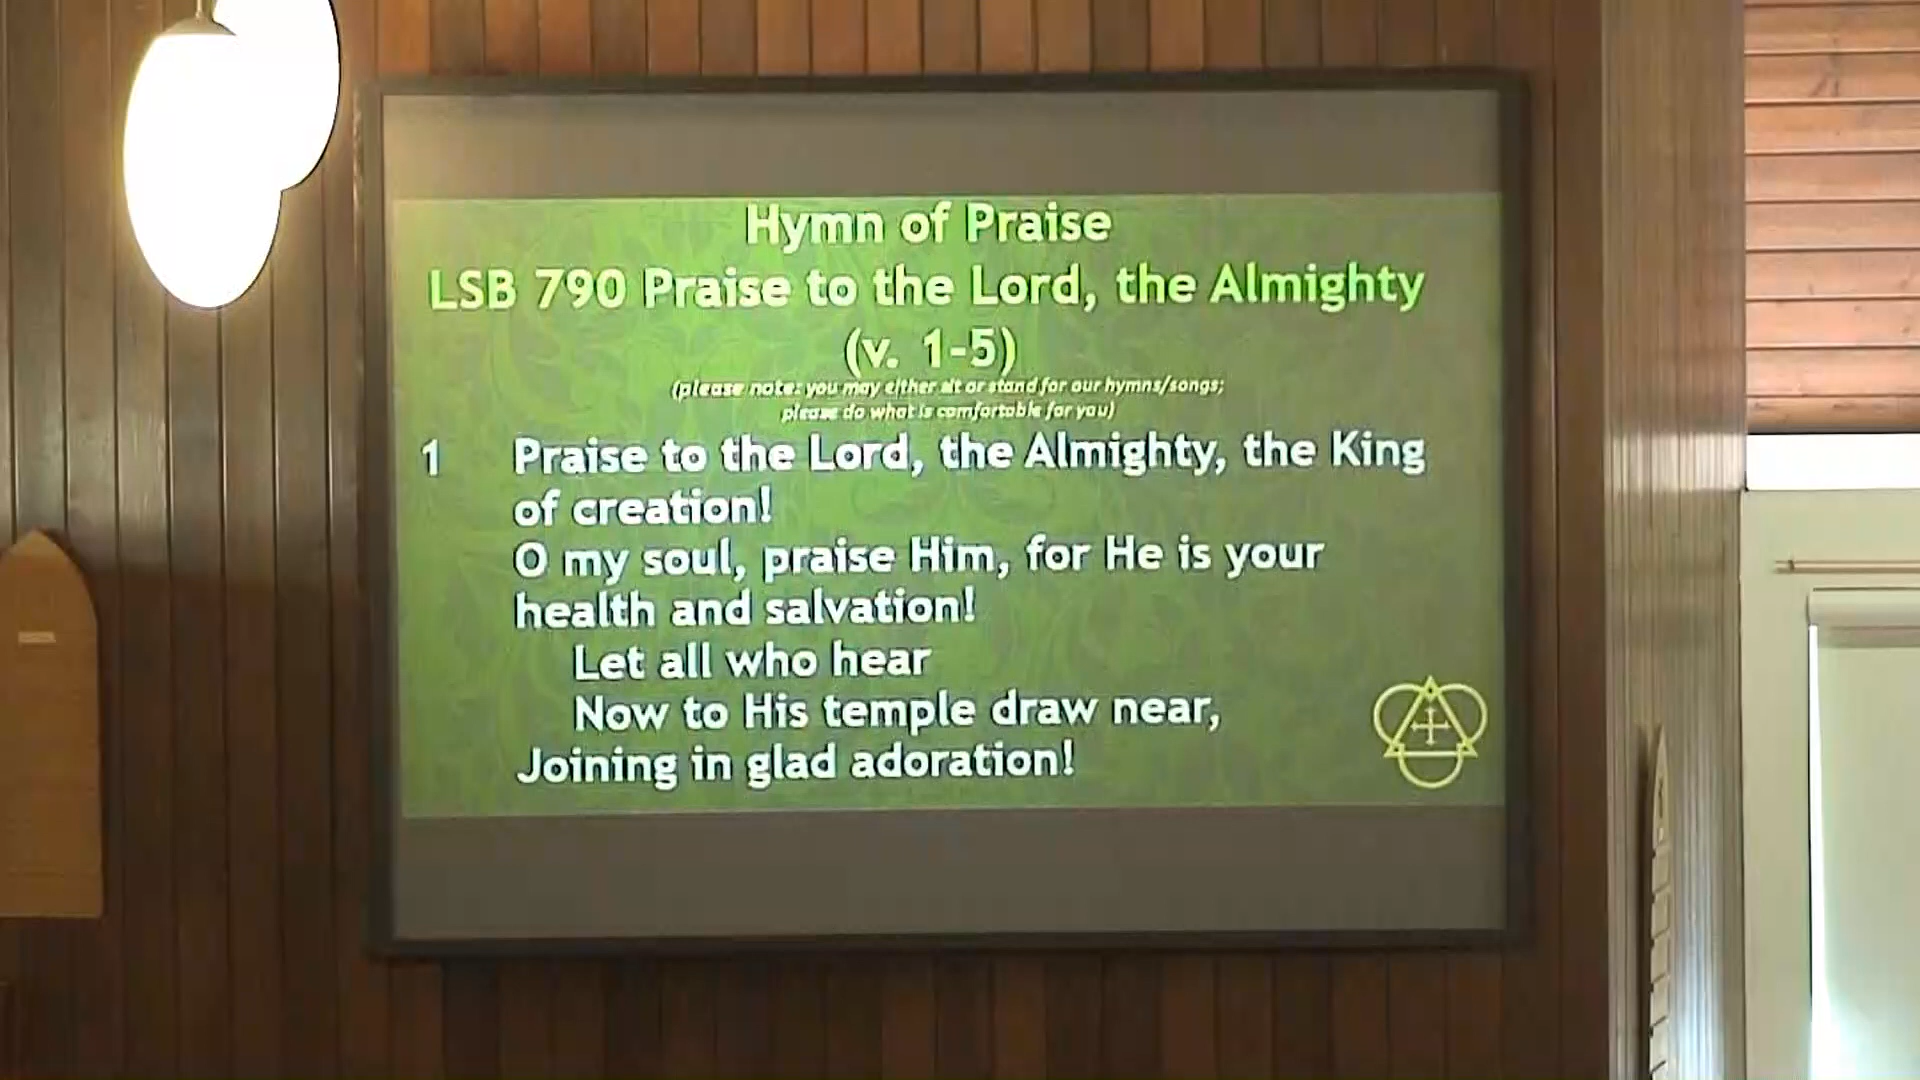 Hymn of Praise
LSB 790 Praise to the Lord, the Almighty
(v. 1-5)
(please note: you may either sit or stand for our hymns/songs;
please do what is comfortable for you)
1 Praise to the Lord, the Almighty, the King
of creation!
O my soul, praise Him, for He is your
health and salvation!
Let all who hear
Now to His temple draw near,
Joining in glad adoration!